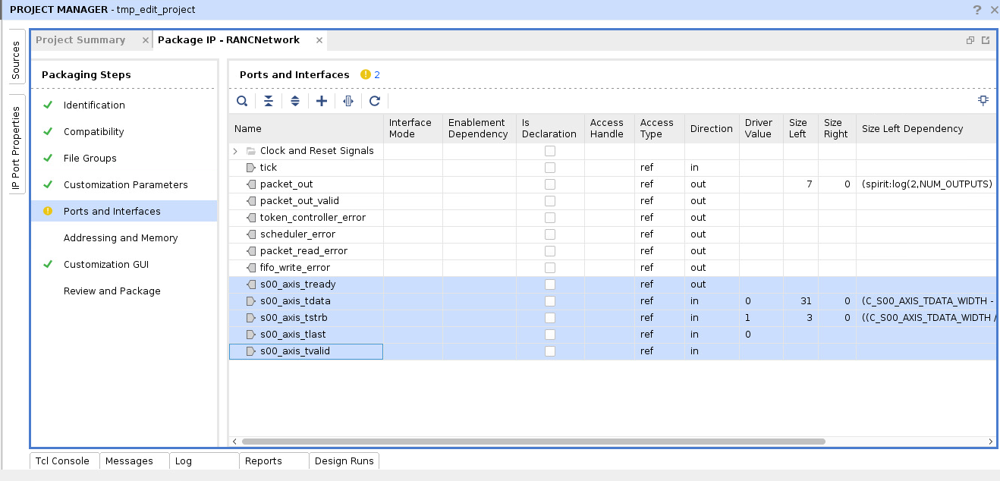 PROJECT MANAGER - tmp_edit_project
? ×
Sources
IP Port Properties
Project Summary × Package IP - RANCNetwork ×
Packaging Steps
Identification
Compatibility
File Groups
Customization Parameters
Ports and Interfaces
Addressing and Memory
Customization GUI
Review and Package
Ports and Interfaces 2
Name Interface Mode Enablement Dependency Is Declaration Access Handle Access Type Direction Driver Value Size Left Size Right Size Left Dependency
Clock and Reset Signals
tick ref in
packet_out ref out 7 0 (spirit:log(2,NUM_OUTPUTS)
packet_out_valid ref out
token_controller_error ref out
scheduler_error ref out
packet_read_error ref out
fifo_write_error ref out
s00_axis_tready ref out
s00_axis_tdata ref in 0 31 0 (C_S00_AXIS_TDATA_WIDTH -
s00_axis_tstrb ref in 1 3 0 ((C_S00_AXIS_TDATA_WIDTH /
s00_axis_tlast ref in 0
s00_axis_tvalid ref in
Tcl Console Messages Log Reports Design Runs